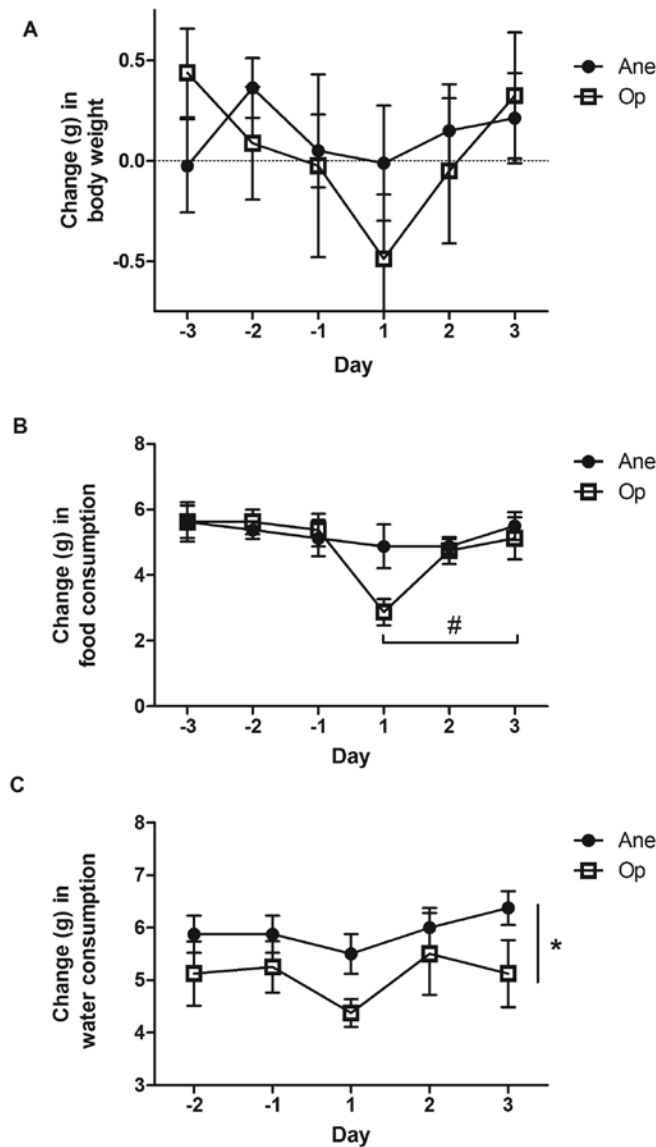 A
Change (g) in
body weight
0.5
0.0
-0.5
-3 -2 -1 1 2 3
Day
Ane
Op
B
Change (g) in
food consumption
8
6
4
2
0
#
-3 -2 -1 1 2 3
Day
Ane
Op
C
Change (g) in
water consumption
8
7
6
5
4
3
*
-2 -1 1 2 3
Day
Ane
Op